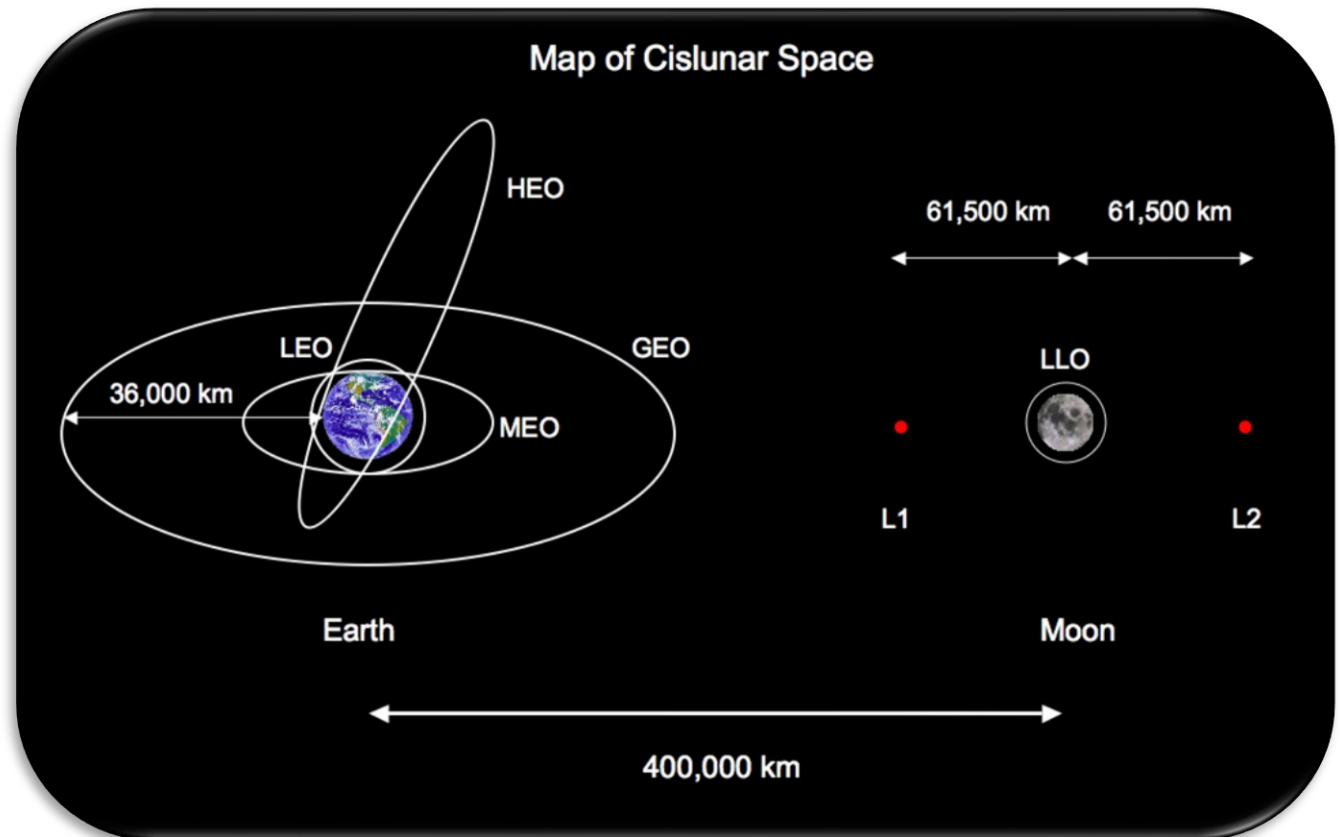 Map of Cislunar Space
HEO
61,500 km
61,500 km
LEO
GEO
LLO
36,000 km
MEO
L1
L2
Earth
Moon
400,000 km